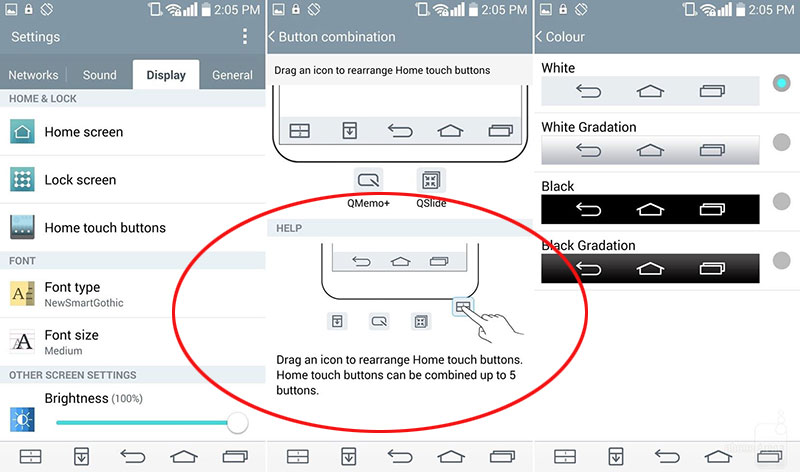 2:05 PM
Settings
Networks
Sound
Display
General
HOME & LOCK
Home screen
Lock screen
Home touch buttons
FONT
Font type
NewSmartGothic
Font size
Medium
OTHER SCREEN SETTINGS
Brightness (100%)
2:05 PM
Button combination
Drag an icon to rearrange Home touch buttons
QMemo+
QSlide
HELP
Drag an icon to rearrange Home touch buttons.
Home touch buttons can be combined up to 5
buttons.
2:05 PM
Colour
White
White Gradation
Black
Black Gradation